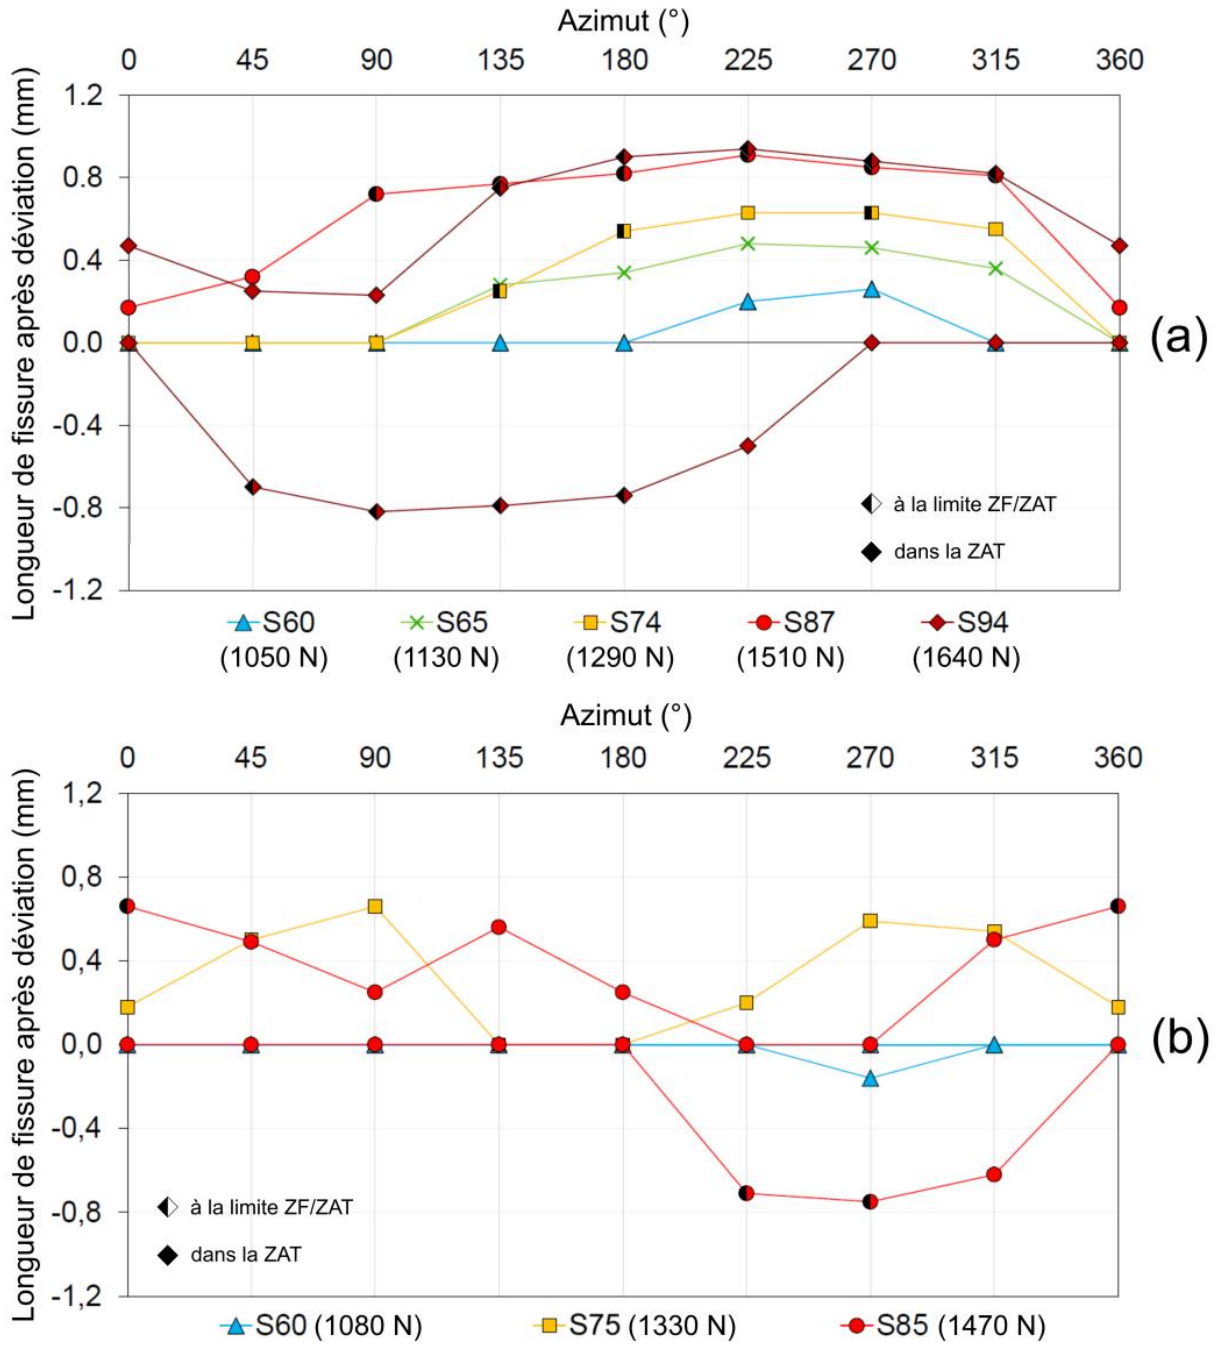 Azimut (°)
0 45 90 135 180 225 270 315 360
Longueur de fissure après déviation (mm)
1.2
0.8
0.4
0.0
-0.4
-0.8
-1.2
(a)
à la limite ZF/ZAT
dans la ZAT
S60 S65 S74 S87 S94
(1050 N) (1130 N) (1290 N) (1510 N) (1640 N)
Azimut (°)
0 45 90 135 180 225 270 315 360
Longueur de fissure après déviation (mm)
1,2
0,8
0,4
0,0
-0,4
-0,8
-1,2
(b)
à la limite ZF/ZAT
dans la ZAT
S60 (1080 N) S75 (1330 N) S85 (1470 N)